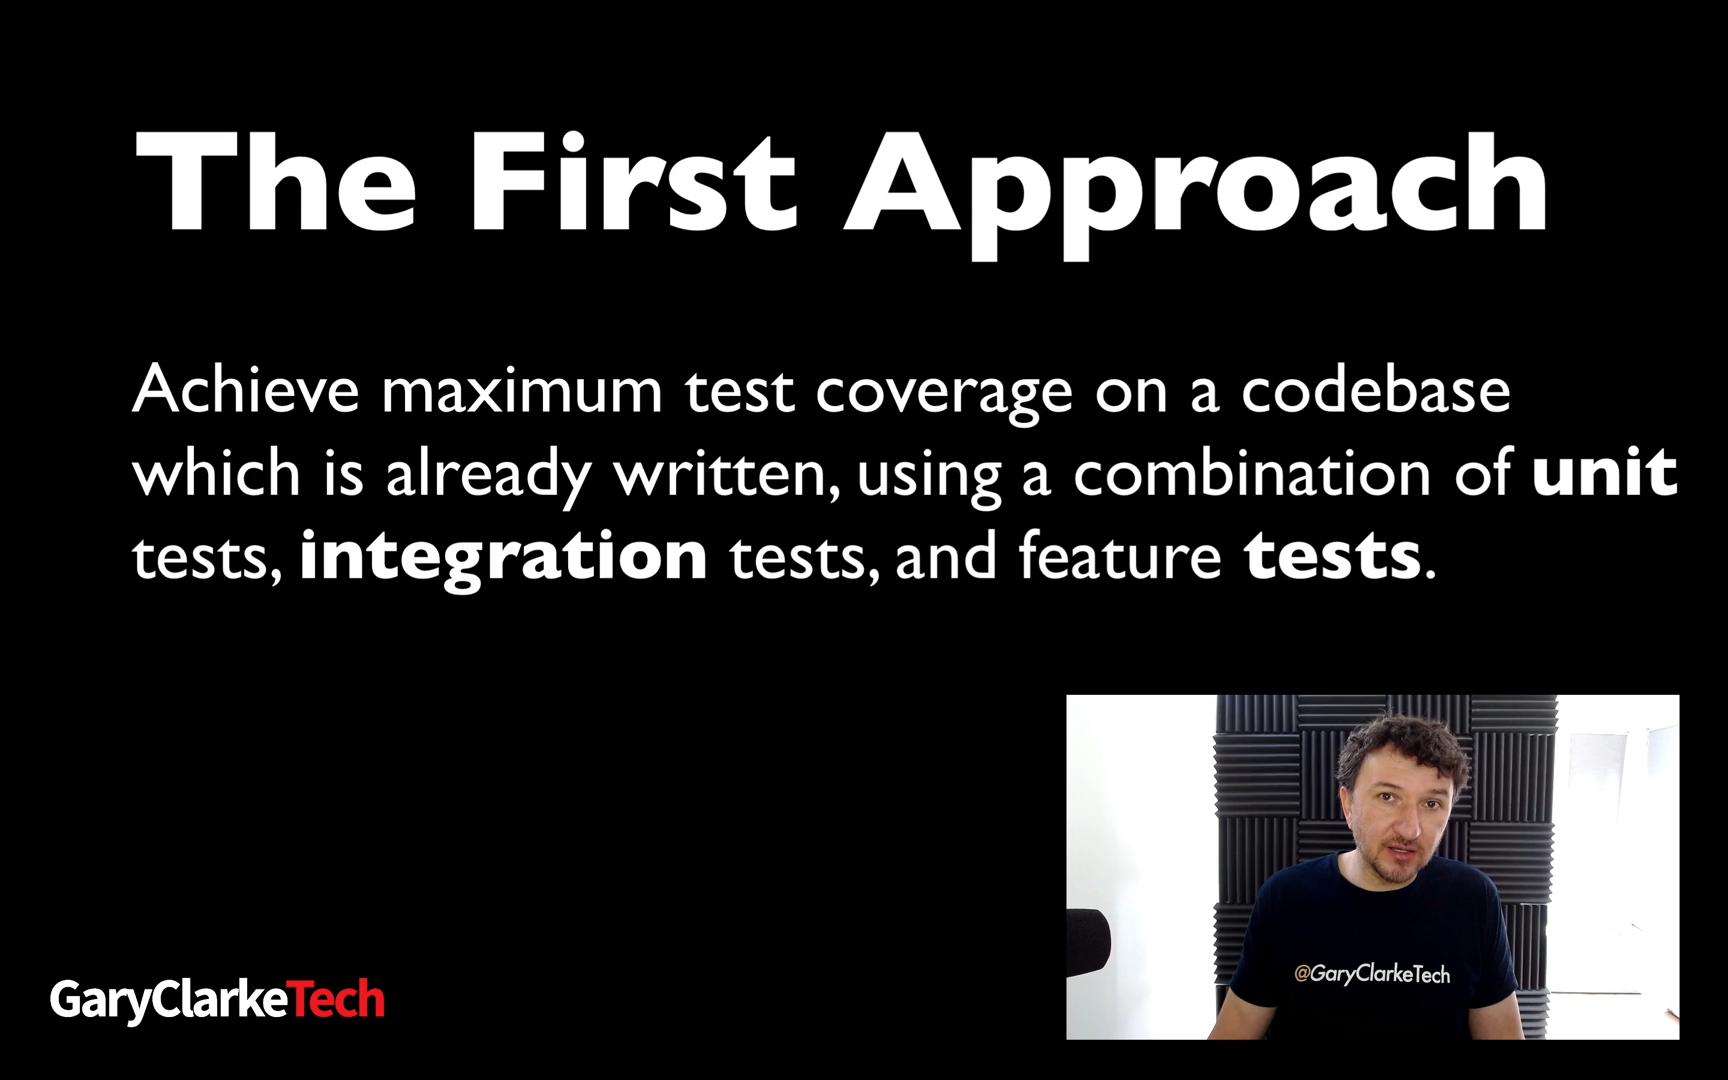 The First Approach
Achieve maximum test coverage on a codebase
which is already written, using a combination of unit
tests, integration tests, and feature tests.
@GaryClarkeTech
GaryClarkeTech